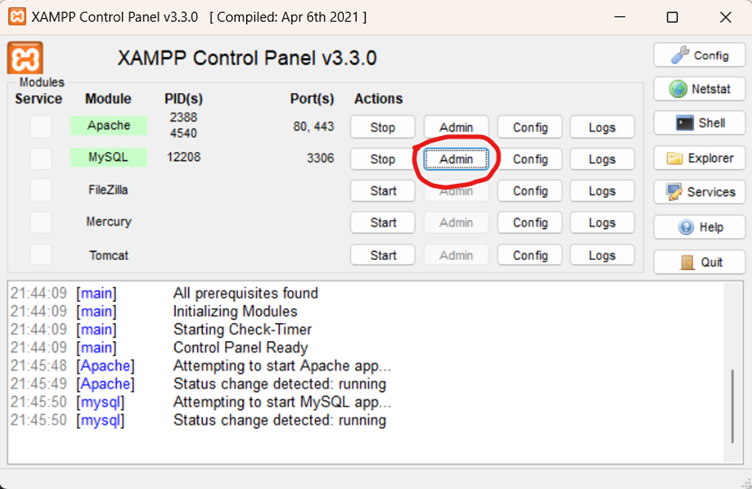 XAMPP Control Panel v3.3.0 [ Compiled: Apr 6th 2021 ]
XAMPP Control Panel v3.3.0
Config
Modules
Service Module PID(s) Port(s) Actions
Netstat
Apache 2388 4540 80, 443 Stop Admin Config Logs
Shell
MySQL 12208 3306 Stop Admin Config Logs
Explorer
FileZilla Start Admin Config Logs
Services
Mercury Start Admin Config Logs
Help
Tomcat Start Admin Config Logs
Quit
21:44:09 [main] All prerequisites found
21:44:09 [main] Initializing Modules
21:44:09 [main] Starting Check-Timer
21:44:09 [main] Control Panel Ready
21:45:48 [Apache] Attempting to start Apache app...
21:45:49 [Apache] Status change detected: running
21:45:50 [mysql] Attempting to start MySQL app...
21:45:50 [mysql] Status change detected: running